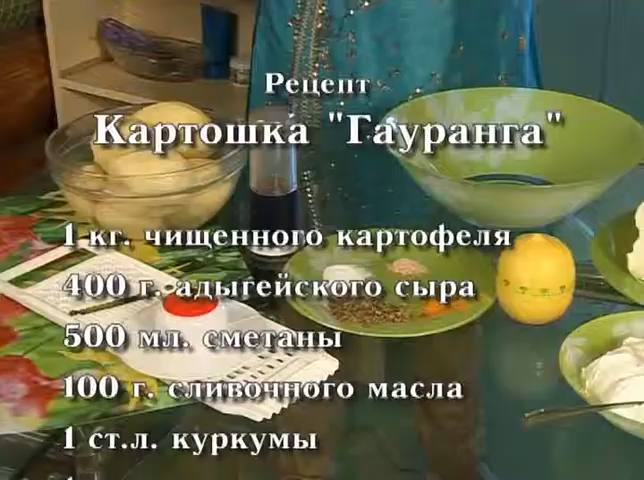 Рецепт
Картошка "Гауранга"
1 кг. чищенного картофеля
400 г. адыгейского сыра
500 мл. сметаны
100 г. сливочного масла
1 ст.л. куркумы